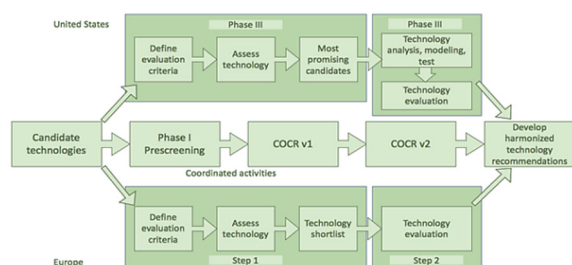 United States
Phase III
Phase III
Define
evaluation
criteria
Assess
technology
Most
promising
candidates
Technology
analysis, modeling,
test
Technology
evaluation
Candidate
technologies
Phase I
Prescreening
COCR v1
COCR v2
Develop
harmonized
technology
recommendations
Coordinated activities
Define
evaluation
criteria
Assess
technology
Technology
shortlist
Technology
evaluation
Step 1
Step 2
Europe